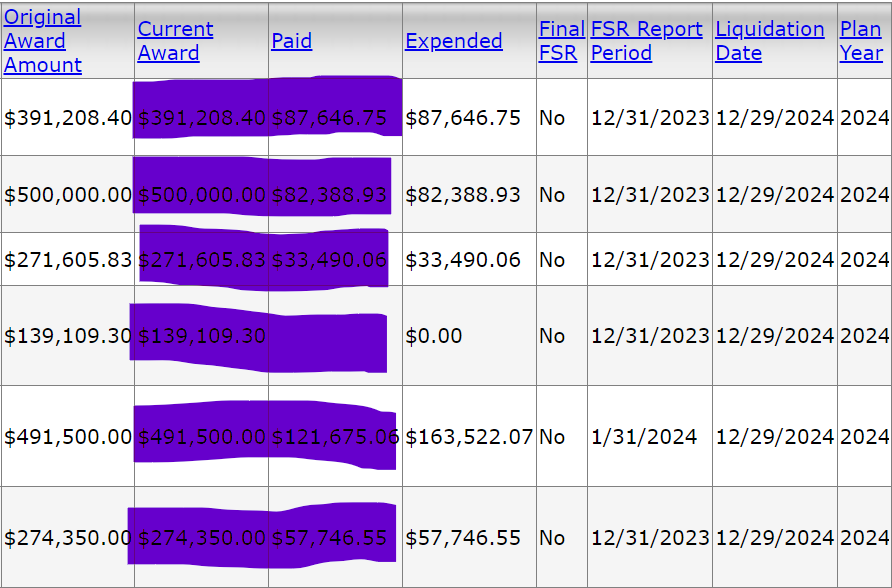 Original Award Amount Current Award Paid Expended Final FSR FSR Report Period Liquidation Date Plan Year
$391,208.40 $391,208.40 $87,646.75 $87,646.75 No 12/31/2023 12/29/2024 2024
$500,000.00 $500,000.00 $82,388.93 $82,388.93 No 12/31/2023 12/29/2024 2024
$271,605.83 $271,605.83 $33,490.06 $33,490.06 No 12/31/2023 12/29/2024 2024
$139,109.30 $139,109.30 $0.00 No 12/31/2023 12/29/2024 2024
$491,500.00 $491,500.00 $121,675.06 $163,522.07 No 1/31/2024 12/29/2024 2024
$274,350.00 $274,350.00 $57,746.55 $57,746.55 No 12/31/2023 12/29/2024 2024